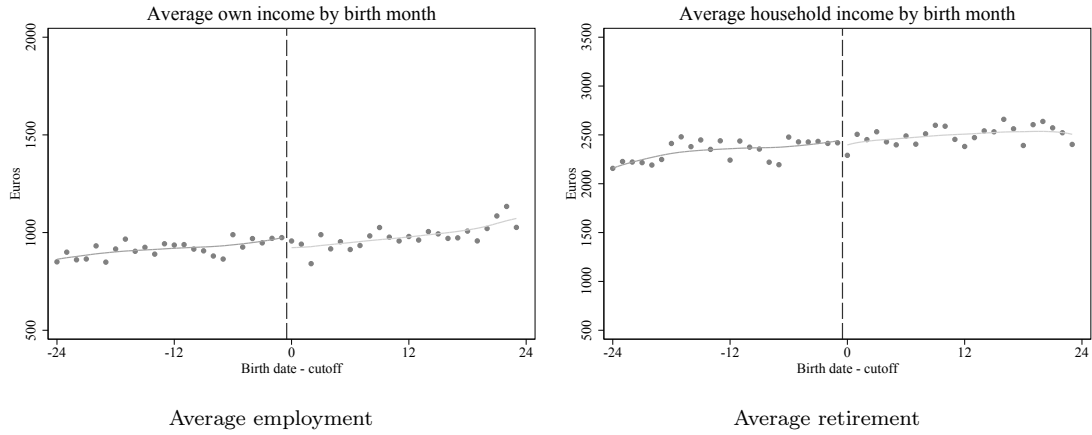 Average own income by birth month
2000
1500
1000
500
Euros
-24 -12 0 12 24
Birth date - cutoff
Average household income by birth month
3500
3000
2500
2000
1500
1000
500
Euros
-24 -12 0 12 24
Birth date - cutoff
Average employment
Average retirement